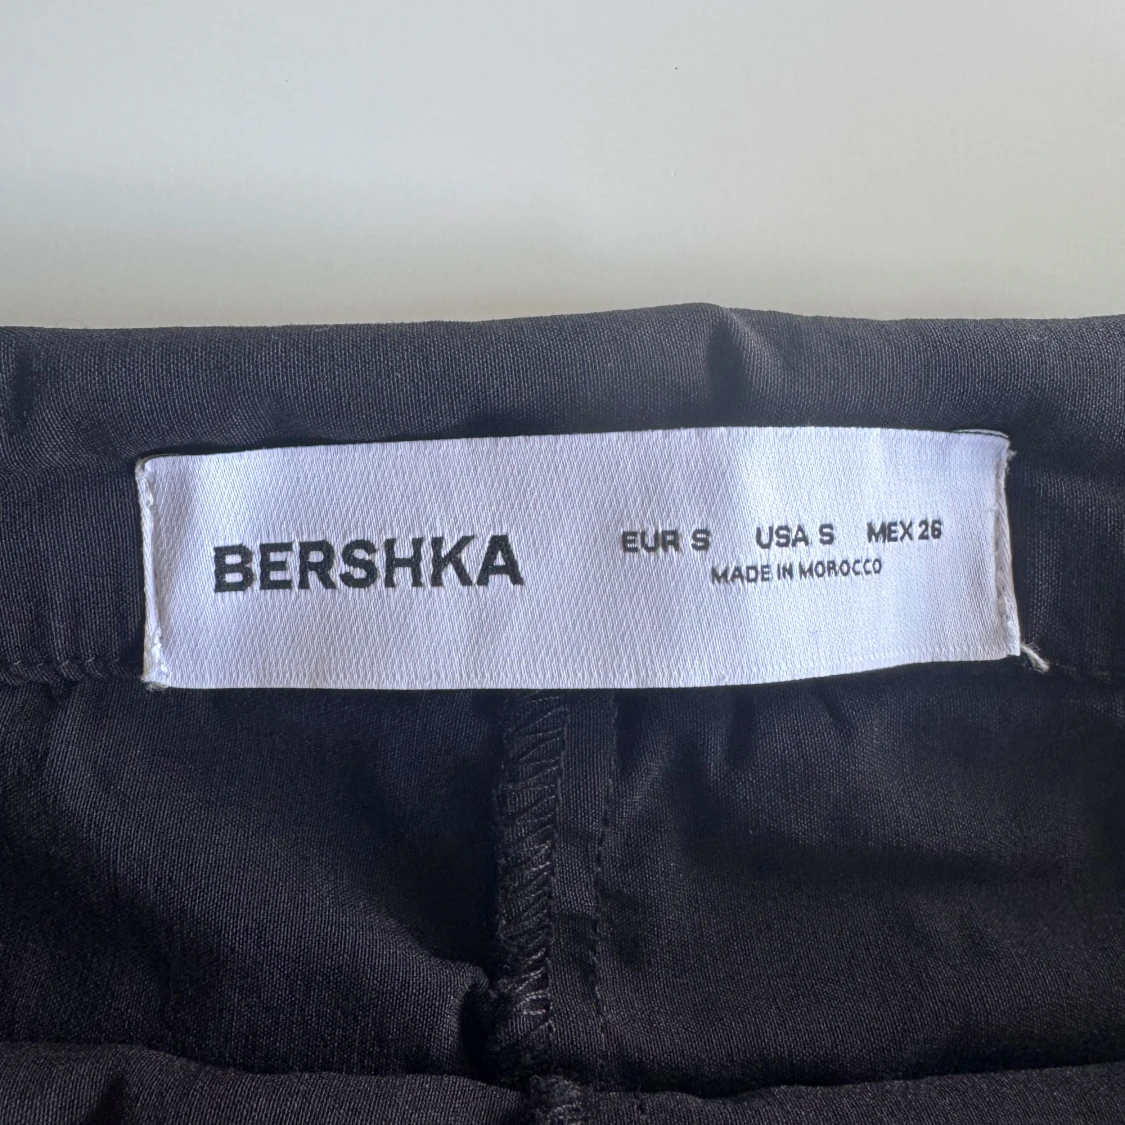 BERSHKA
EUR S USA S MEX 26
MADE IN MOROCCO